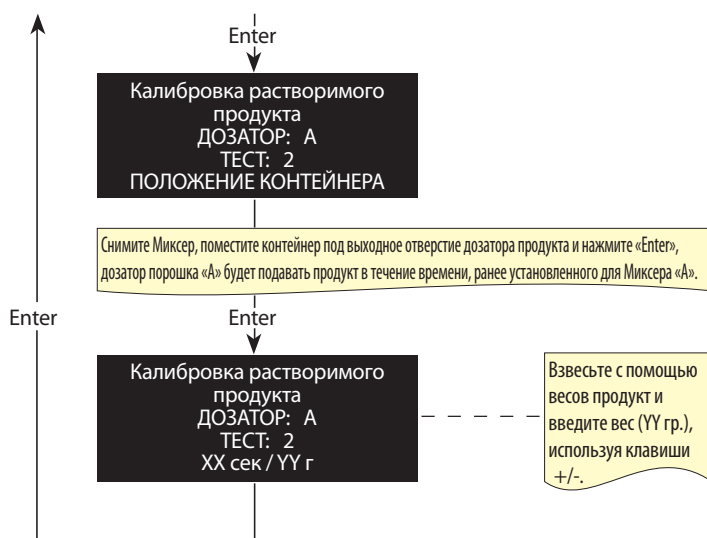 Enter
Калибровка растворимого
продукта
ДОЗАТОР: A
ТЕСТ: 2
ПОЛОЖЕНИЕ КОНТЕЙНЕРА
Снимите Миксер, поместите контейнер под выходное отверстие дозатора продукта и нажмите «Enter»,
дозатор порошка «A» будет подавать продукт в течение времени, ранее установленного для Миксера «A».
Enter
Enter
Калибровка растворимого
продукта
ДОЗАТОР: A
ТЕСТ: 2
XX сек / YY г
Взвесьте с помощью
весов продукт и
введите вес (YY гр.),
используя клавиши
+/-.